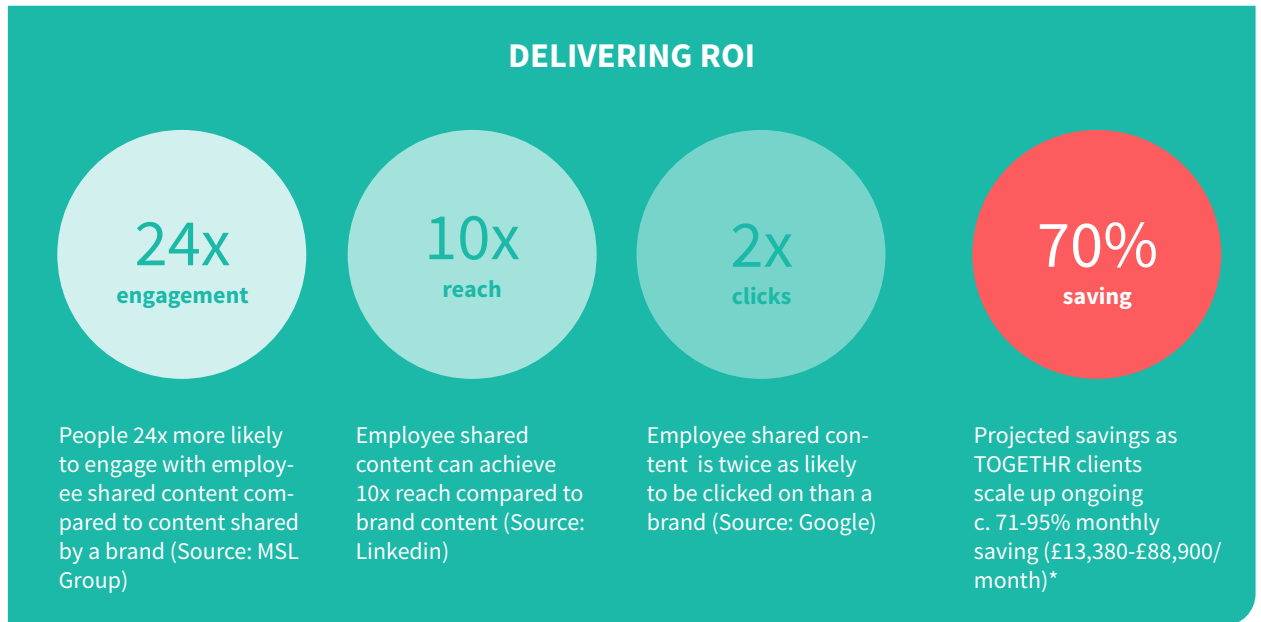 DELIVERING ROI
24x
engagement
10x
reach
2x
clicks
70%
saving
People 24x more likely
to engage with employ-
ee shared content com-
pared to content shared
by a brand (Source: MSL
Group)
Employee shared
content can achieve
10x reach compared to
brand content (Source:
Linkedin)
Employee shared con-
tent  is twice as likely
to be clicked on than a
brand (Source: Google)
Projected savings as
TOGETHR clients
scale up ongoing
c. 71-95% monthly
saving (£13,380-£88,900/
month)*